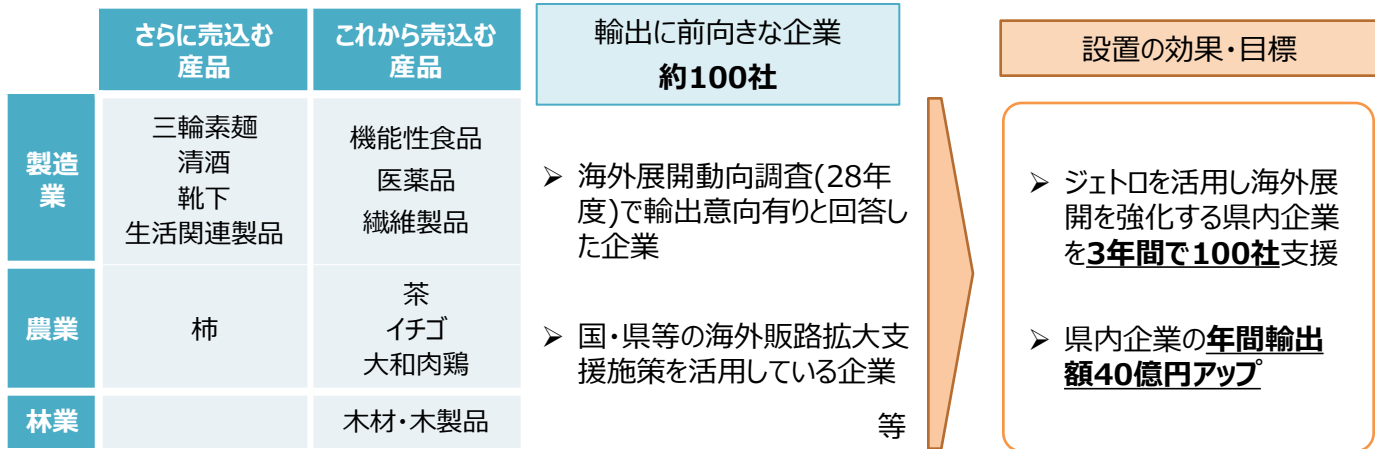 さらに売込む
産品
これから売込む
産品
製造
業
三輪素麺
清酒
靴下
生活関連製品
機能性食品
医薬品
繊維製品
農業
柿
茶
イチゴ
大和肉鶏
林業
木材・木製品
輸出に前向きな企業
約100社
➢ 海外展開動向調査(28年
度)で輸出意向有りと回答し
た企業
➢ 国・県等の海外販路拡大支
援施策を活用している企業
等
設置の効果・目標
➢ ジェトロを活用し海外展
開を強化する県内企業
を3年間で100社支援
➢ 県内企業の年間輸出
額40億円アップ